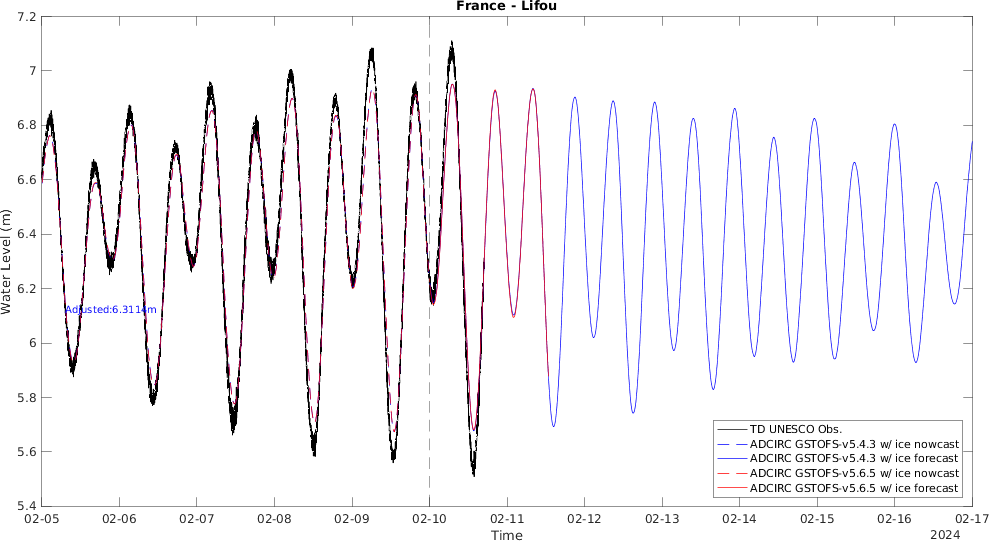 France - Lifou
7.2
7
6.8
6.6
6.4
6.2
6
5.8
5.6
5.4
Water Level (m)
Adjusted:6.3114m
TD UNESCO Obs.
ADCIRC GSTOFS-v5.4.3 w/ ice nowcast
ADCIRC GSTOFS-v5.4.3 w/ ice forecast
ADCIRC GSTOFS-v5.6.5 w/ ice nowcast
ADCIRC GSTOFS-v5.6.5 w/ ice forecast
02-05 02-06 02-07 02-08 02-09 02-10 02-11 02-12 02-13 02-14 02-15 02-16 02-17
Time
2024